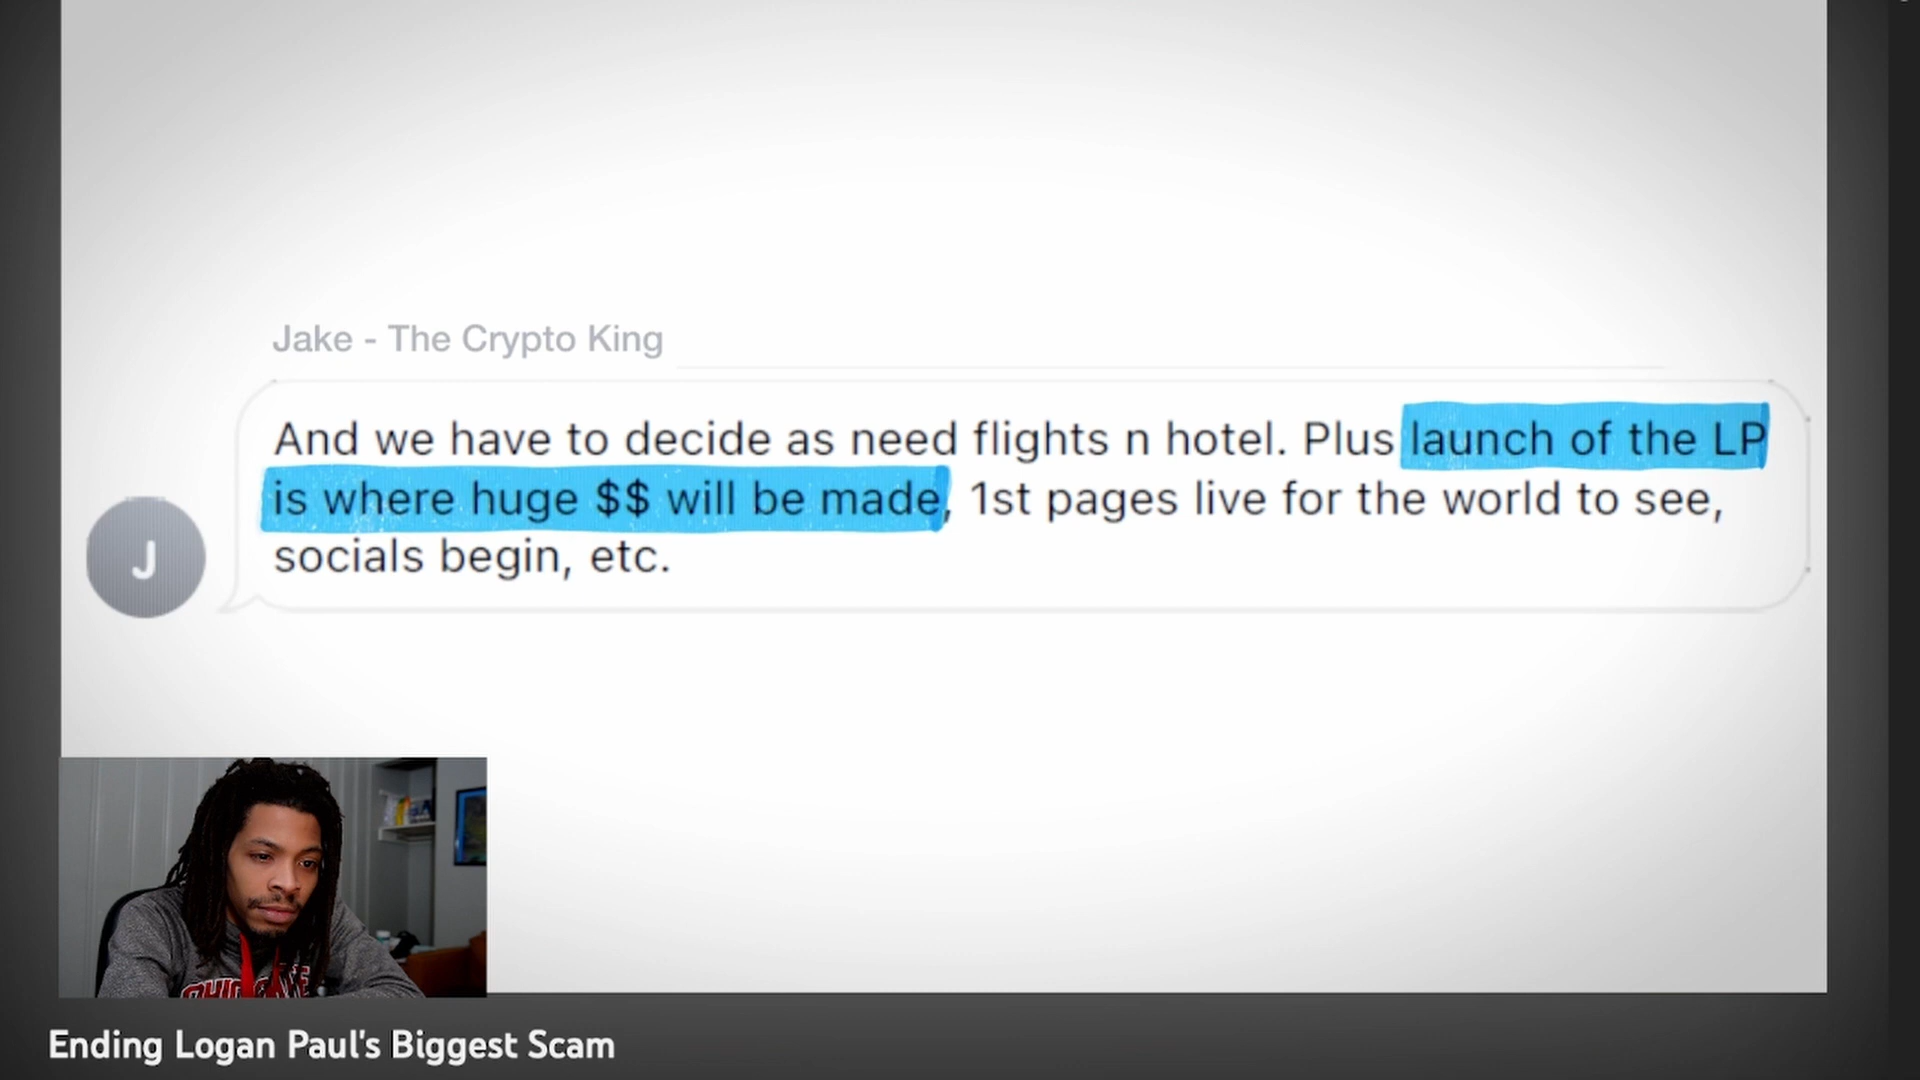 Jake - The Crypto King
And we have to decide as need flights n hotel. Plus launch of the LP
is where huge $$ will be made, 1st pages live for the world to see,
socials begin, etc.
J
Ending Logan Paul's Biggest Scam